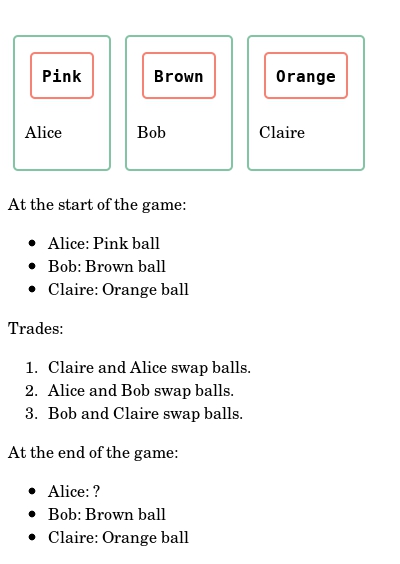 Pink Brown Orange
Alice Bob Claire
At the start of the game:
• Alice: Pink ball
• Bob: Brown ball
• Claire: Orange ball
Trades:
1. Claire and Alice swap balls.
2. Alice and Bob swap balls.
3. Bob and Claire swap balls.
At the end of the game:
• Alice: ?
• Bob: Brown ball
• Claire: Orange ball